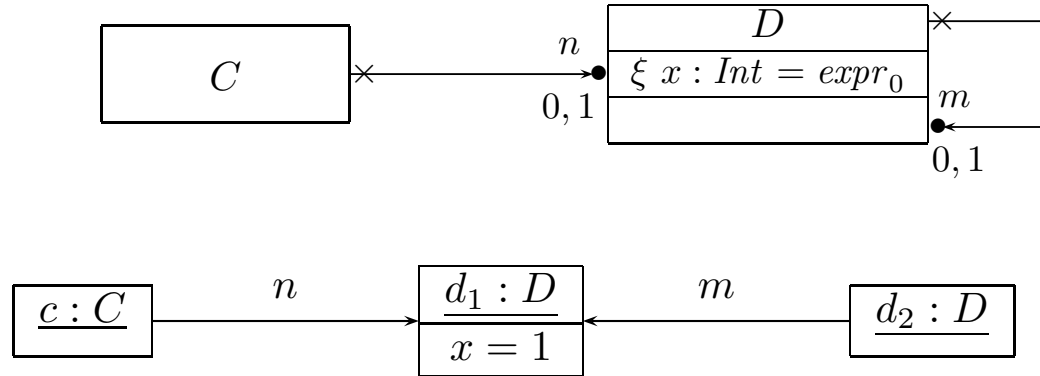 C
n
0, 1
D
ξ x : Int = expr₀
m
0, 1
c : C
n
d₁ : D
x = 1
m
d₂ : D